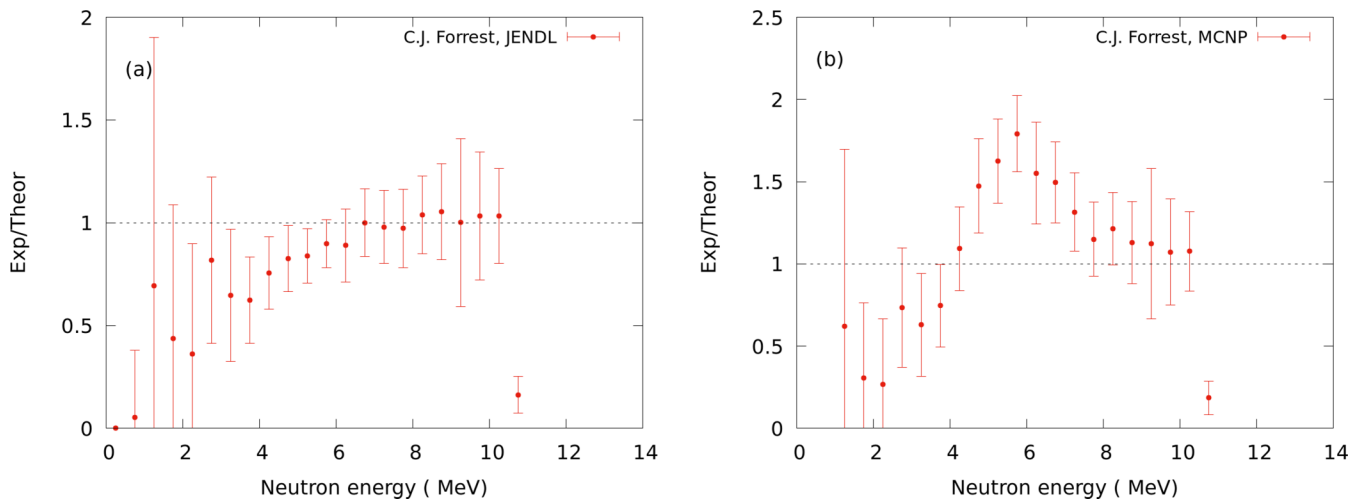 2
1.5
1
0.5
0
Exp/Theor
(a)
C.J. Forrest, JENDL
0 2 4 6 8 10 12 14
Neutron energy ( MeV)
2.5
2
1.5
1
0.5
0
Exp/Theor
(b)
C.J. Forrest, MCNP
0 2 4 6 8 10 12 14
Neutron energy ( MeV)